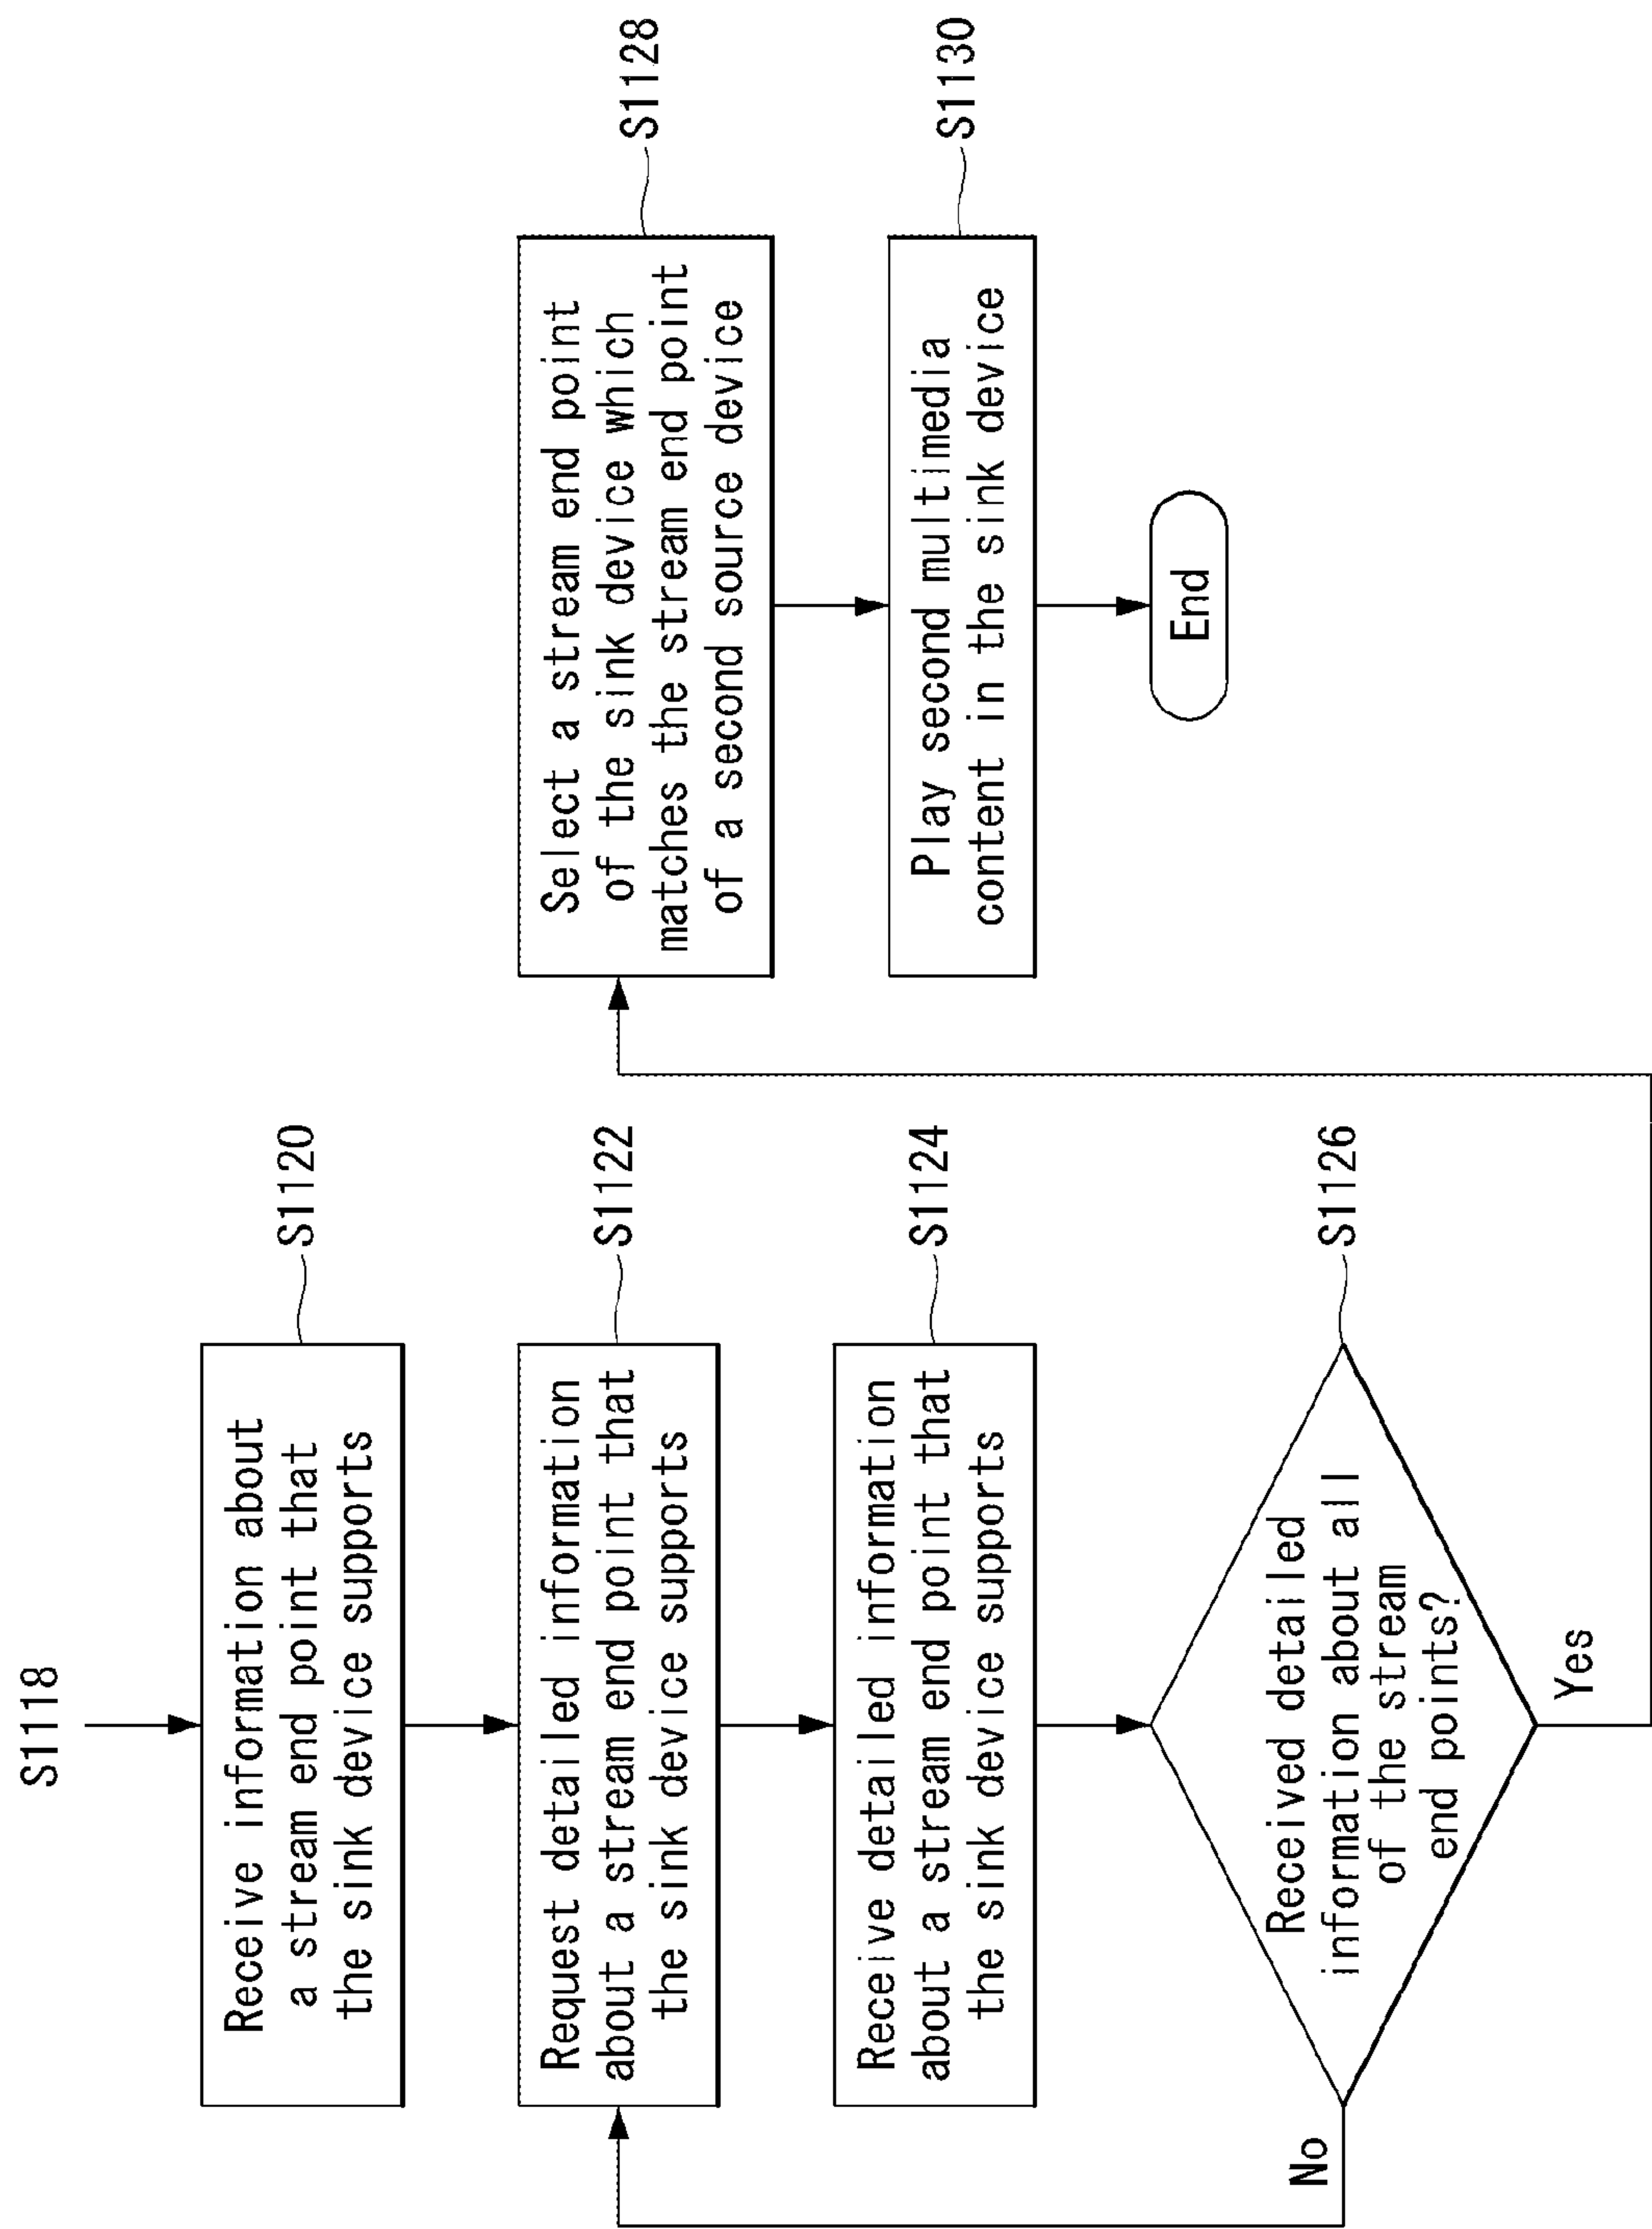 S1118
Receive information about
a stream end point that
the sink device supports
S1120
Request detailed information
about a stream end point that
the sink device supports
S1122
Receive detailed information
about a stream end point that
the sink device supports
S1124
Received detailed
information about all
of the stream
end points?
S1126
No
Yes
Select a stream end point
of the sink device which
matches the stream end point
of a second source device
S1128
Play second multimedia
content in the sink device
S1130
End